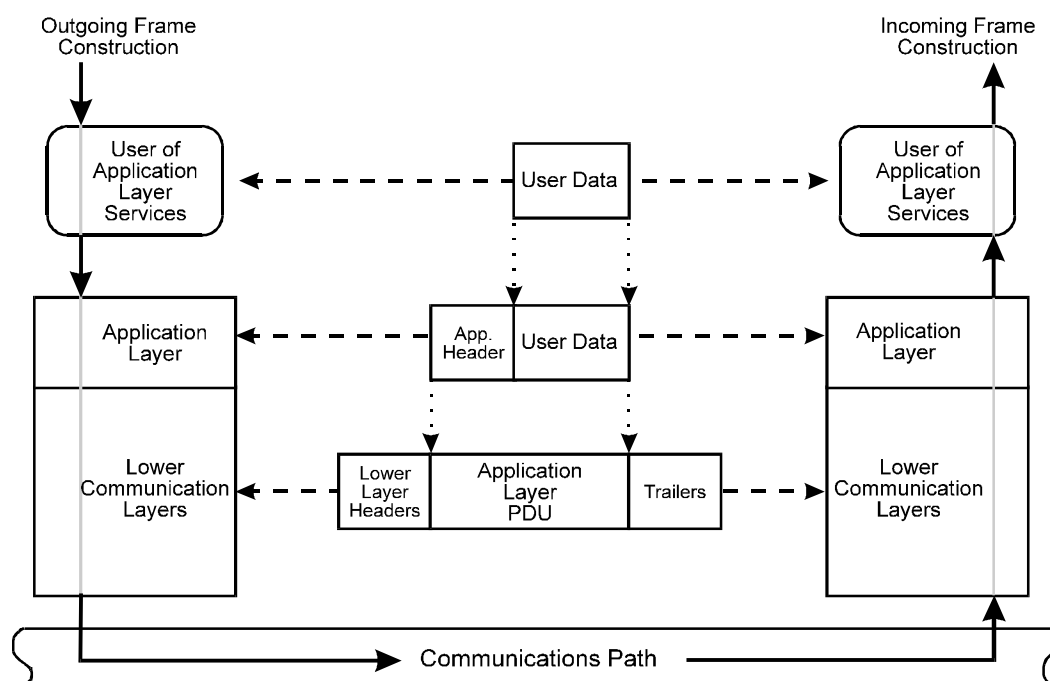 Outgoing Frame
Construction
Incoming Frame
Construction
User of
Application
Layer
Services
User Data
User of
Application
Layer
Services
Application
Layer
App.
Header
User Data
Application
Layer
Lower
Communication
Layers
Lower
Layer
Headers
Application
Layer
PDU
Trailers
Lower
Communication
Layers
Communications Path